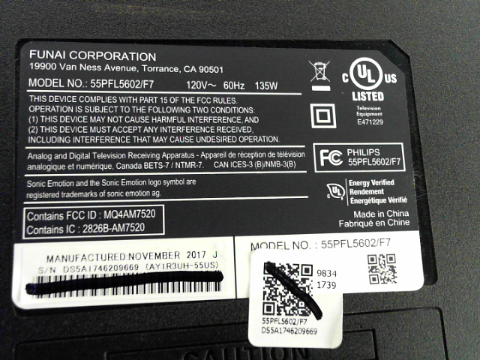 FUNAI CORPORATION
19900 Van Ness Avenue, Torrance, CA 90501
MODEL NO.: 55PFL5602/F7 120V~ 60Hz 135W
THIS DEVICE COMPLIES WITH PART 15 OF THE FCC RULES.
OPERATION IS SUBJECT TO THE FOLLOWING TWO CONDITIONS:
(1) THIS DEVICE MAY NOT CAUSE HARMFUL INTERFERENCE, AND
(2) THIS DEVICE MUST ACCEPT ANY INTERFERENCE RECEIVED,
INCLUDING INTERFERENCE THAT MAY CAUSE UNDESIRED OPERATION.
Analog and Digital Television Receiving Apparatus - Appareil de réception de télévision
analogique et numérique, Canada BETS-7 / NTMR-7. CAN ICES-3 (B)/NMB-3(B)
Sonic Emotion and the Sonic Emotion logo symbol are
registered trademarks of sonic emotion.
Contains FCC ID : MQ4AM7520
Contains IC : 2826B-AM7520
C UL US
LISTED
Television
Equipment
E471229
FC PHILIPS
55PFL5602/F7
UL Energy Verified
Rendement
Énergétique Vérifié
Made in China
Fabriqué en Chine
MANUFACTURED:NOVEMBER 2017 J
S/N DS5A1746209669 (AY1R3UH-55US)
MODEL NO. : 55PFL5602/F7
9834
1739
55PFL5602/F7
DS5A1746209669
CAUTION